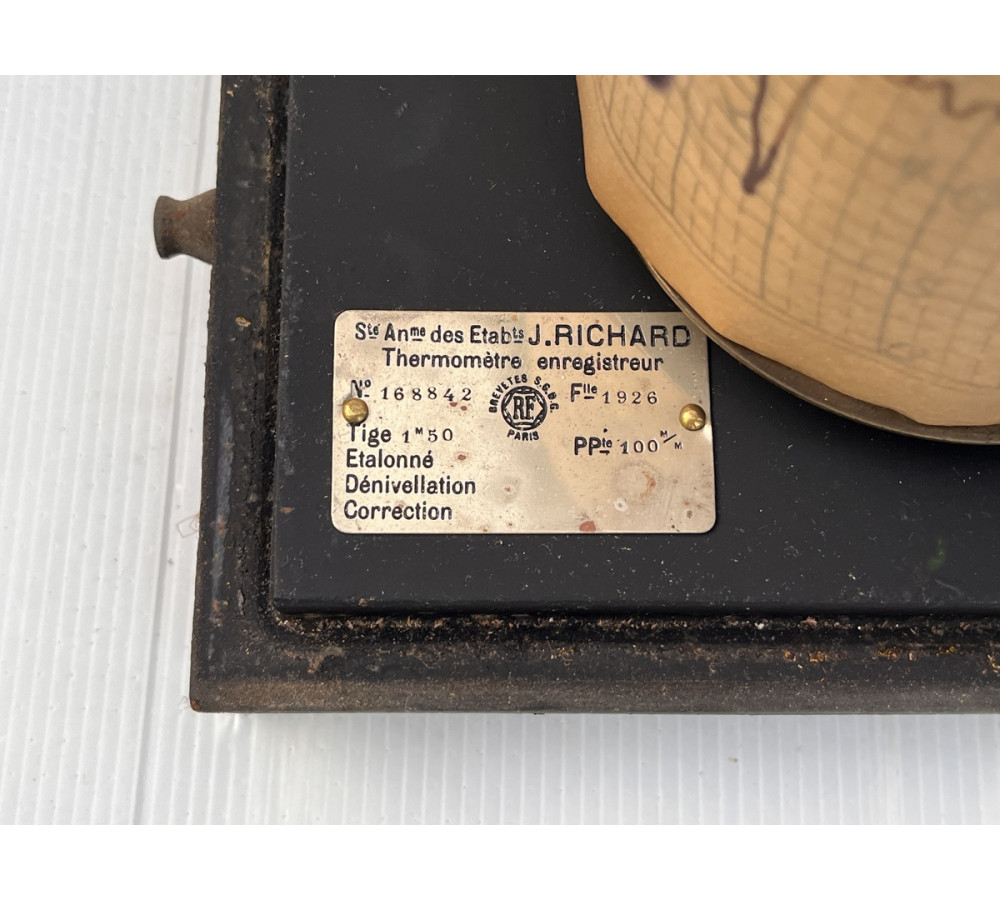 Sté Anme des Etabts J. RICHARD
Thermomètre enregistreur
No 168842
BREVETES S.G.D.G.
RF
PARIS
Flle 1926
Tige 1M50
PPte 100 M/M
Etalonné
Dénivellation
Correction